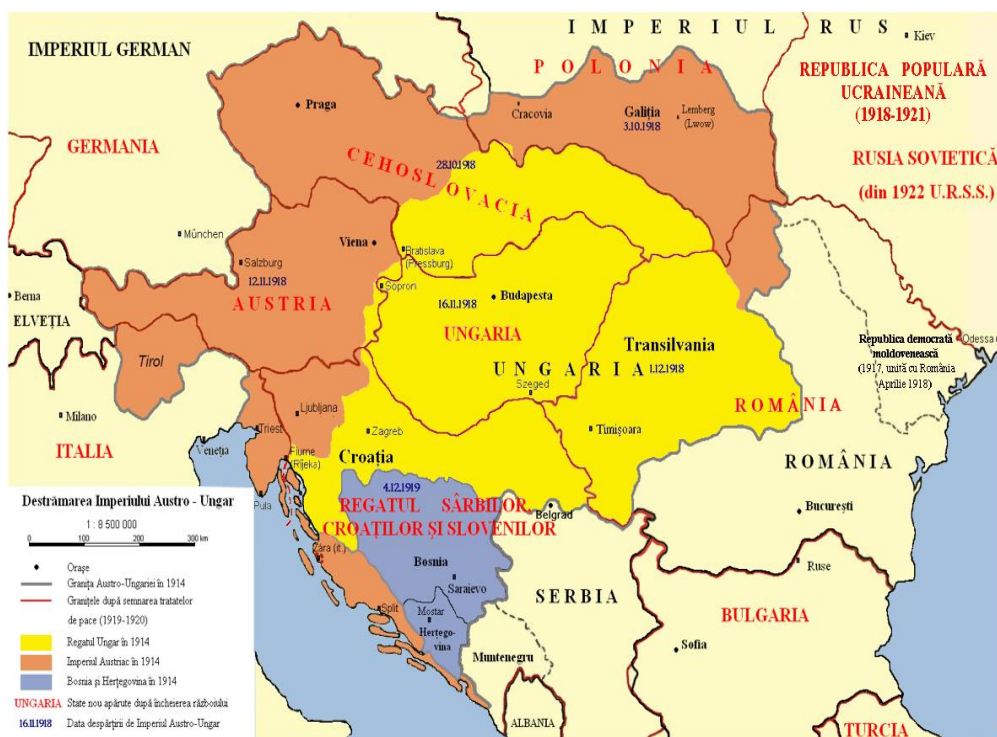 IMPERIUL RUS
Kiev
IMPERIUL GERMAN
POLONIA
REPUBLICA POPULARĂ
UCRAINEANĂ
(1918-1921)
Praga
Cracovia
Galiția
3.10.1918
Lemberg
(Lwow)
GERMANIA
28.10.1918
CEHOSLOVACIA
RUSIA SOVIETICĂ
(din 1922 U.R.S.S.)
München
Viena
Bratislava
(Pressburg)
Salzburg
12.11.1918
Sopron
Berna
AUSTRIA
16.11.1918
Budapesta
ELVEȚIA
UNGARIA
Transilvania
Republica democrată
moldovenească
(1917, unită cu România
Aprilie 1918)
Odessa
Tirol
UNGARIA
1.12.1918
Szeged
Milano
Ljubljana
ROMÂNIA
Triest
Zagreb
Timișoara
ITALIA
Veneția
Fiume
(Rijeka)
Croația
ROMÂNIA
4.12.1919
Pula
REGATUL SÂRBILOR,
CROAȚILOR ȘI SLOVENILOR
Belgrad
București
Zara (it.)
Bosnia
Ruse
Sarajevo
SERBIA
Split
Mostar
BULGARIA
Herțego-
vina
Muntenegru
Sofia
ALBANIA
TURCIA
Destrămarea Imperiului Austro - Ungar
1 : 8 500 000
0 50 100 200 300 km
Orașe
Granița Austro-Ungariei în 1914
Granițele după semnarea tratatelor
de pace (1919-1920)
Regatul Ungar în 1914
Imperiul Austriac în 1914
Bosnia și Herțegovina în 1914
UNGARIA State nou apărute după încheierea războiului
16.11.1918 Data despărțirii de Imperiul Austro-Ungar